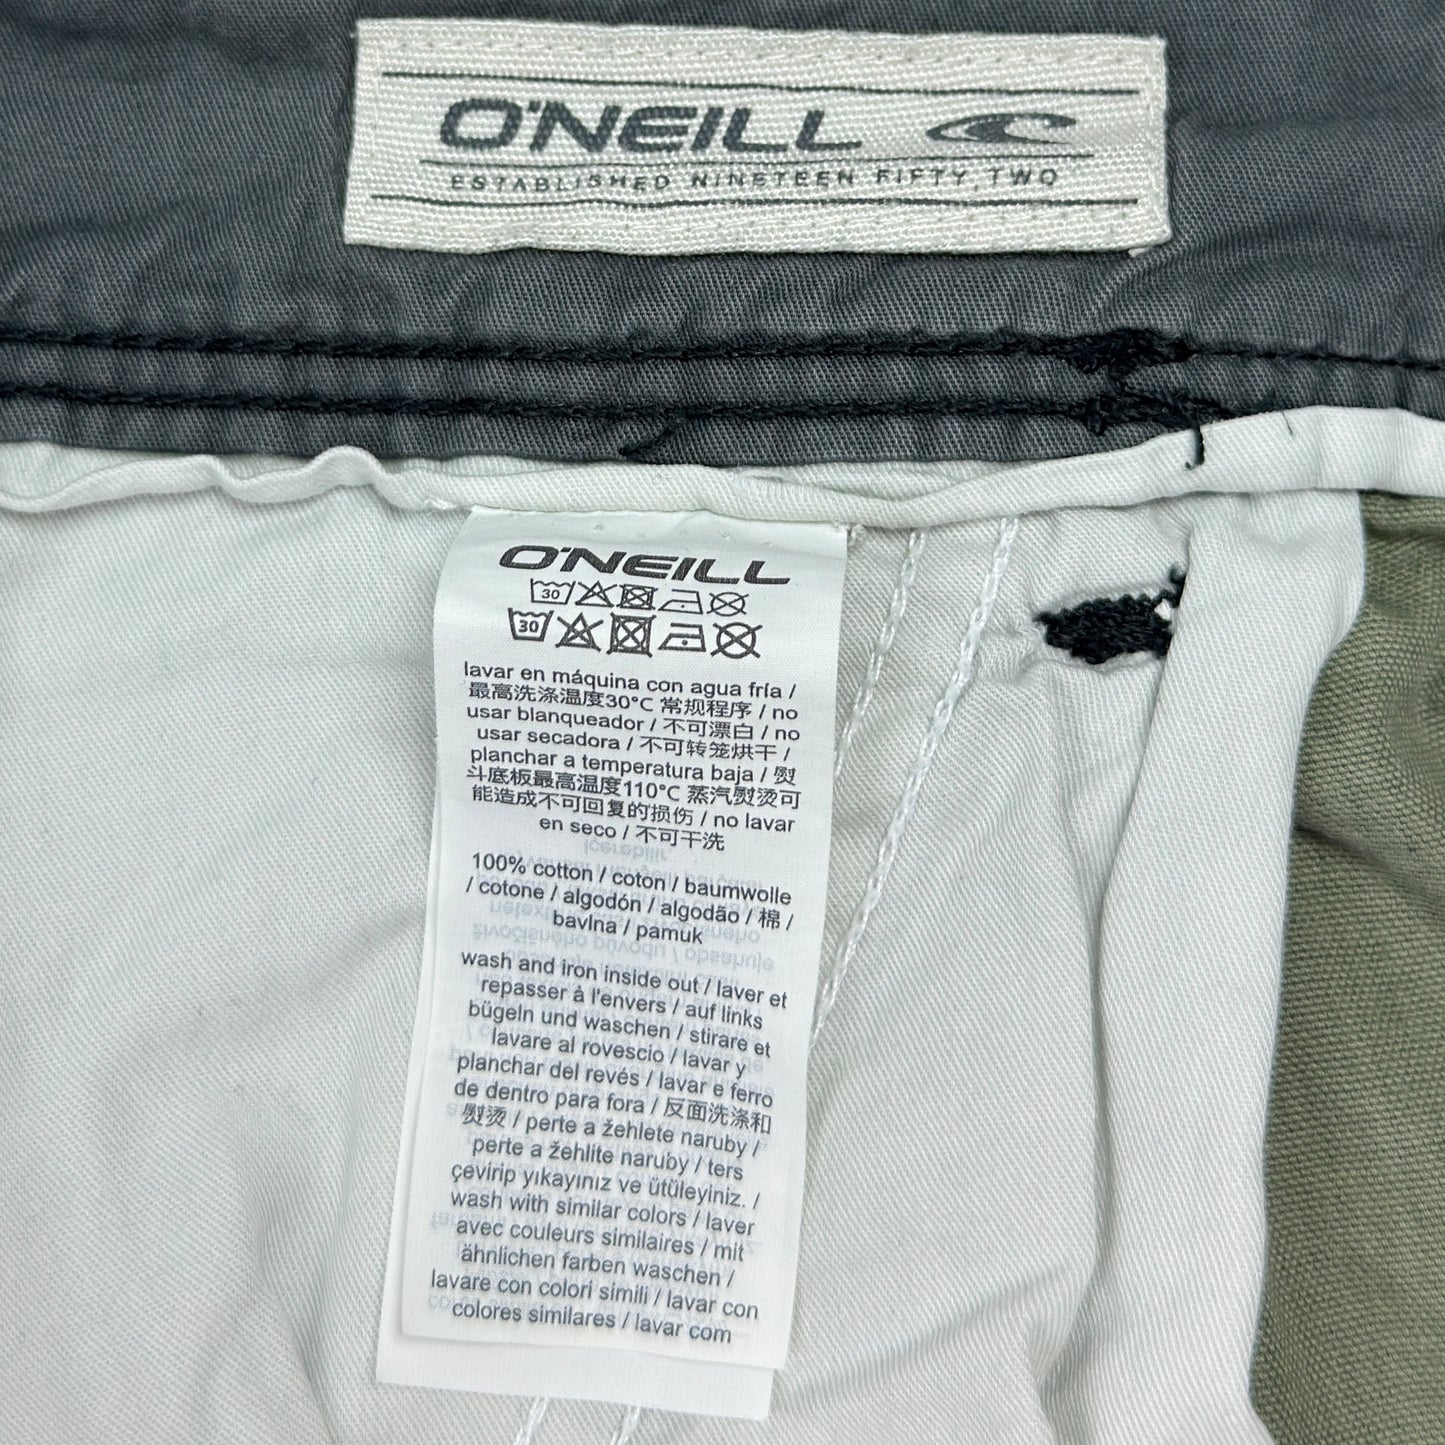 O'NEILL
ESTABLISHED NINETEEN FIFTY, TWO
O'NEILL
30
30
lavar en máquina con agua fría /
最高洗涤温度30°C 常规程序 / no
usar blanqueador / 不可漂白 / no
usar secadora / 不可转笼烘干 /
planchar a temperatura baja / 熨
斗底板最高温度110°C 蒸汽熨烫可
能造成不可回复的损伤 / no lavar
en seco / 不可干洗
100% cotton / coton / baumwolle
/ cotone / algodón / algodão / 棉 /
bavlna / pamuk
wash and iron inside out / laver et
repasser à l'envers / auf links
bügeln und waschen / stirare et
lavare al rovescio / lavar y
planchar del revés / lavar e ferro
de dentro para fora / 反面洗涤和
熨烫 / perte a žehlete naruby /
perte a žehlite naruby / ters
çevirip yıkayınız ve ütüleyiniz. /
wash with similar colors / laver
avec couleurs similaires / mit
ähnlichen farben waschen /
lavare con colori simili / lavar con
colores similares / lavar com